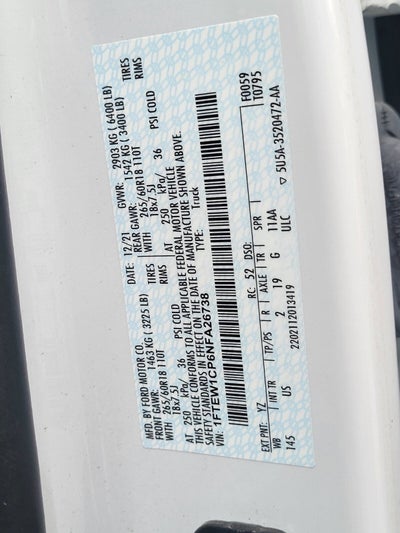 MFD. BY FORD MOTOR CO.
DATE: 12/21 GVWR: 2903 KG ( 6400 LB)
FRONT GAWR: 1463 KG ( 3225 LB) REAR GAWR: 1542 KG ( 3400 LB)
WITH 265/60R18 110T TIRES WITH 265/60R18 110T TIRES
18x7.5J RIMS 18x7.5J RIMS
AT 250 kPa/ 36 PSI COLD AT 250 kPa/ 36 PSI COLD
THIS VEHICLE CONFORMS TO ALL APPLICABLE FEDERAL MOTOR VEHICLE
SAFETY STANDARDS IN EFFECT ON THE DATE OF MANUFACTURE SHOWN ABOVE.
VIN: 1FTEW1CP6NFA26738 TYPE: Truck
F0059
T0795
EXT PNT: YZ RC: 52 DSO:
WB INT TR TP/PS R AXLE TR SPR
145 US 2 19 G 11AA
ULC
2202112013419
▽ 5U5A-3520472-AA